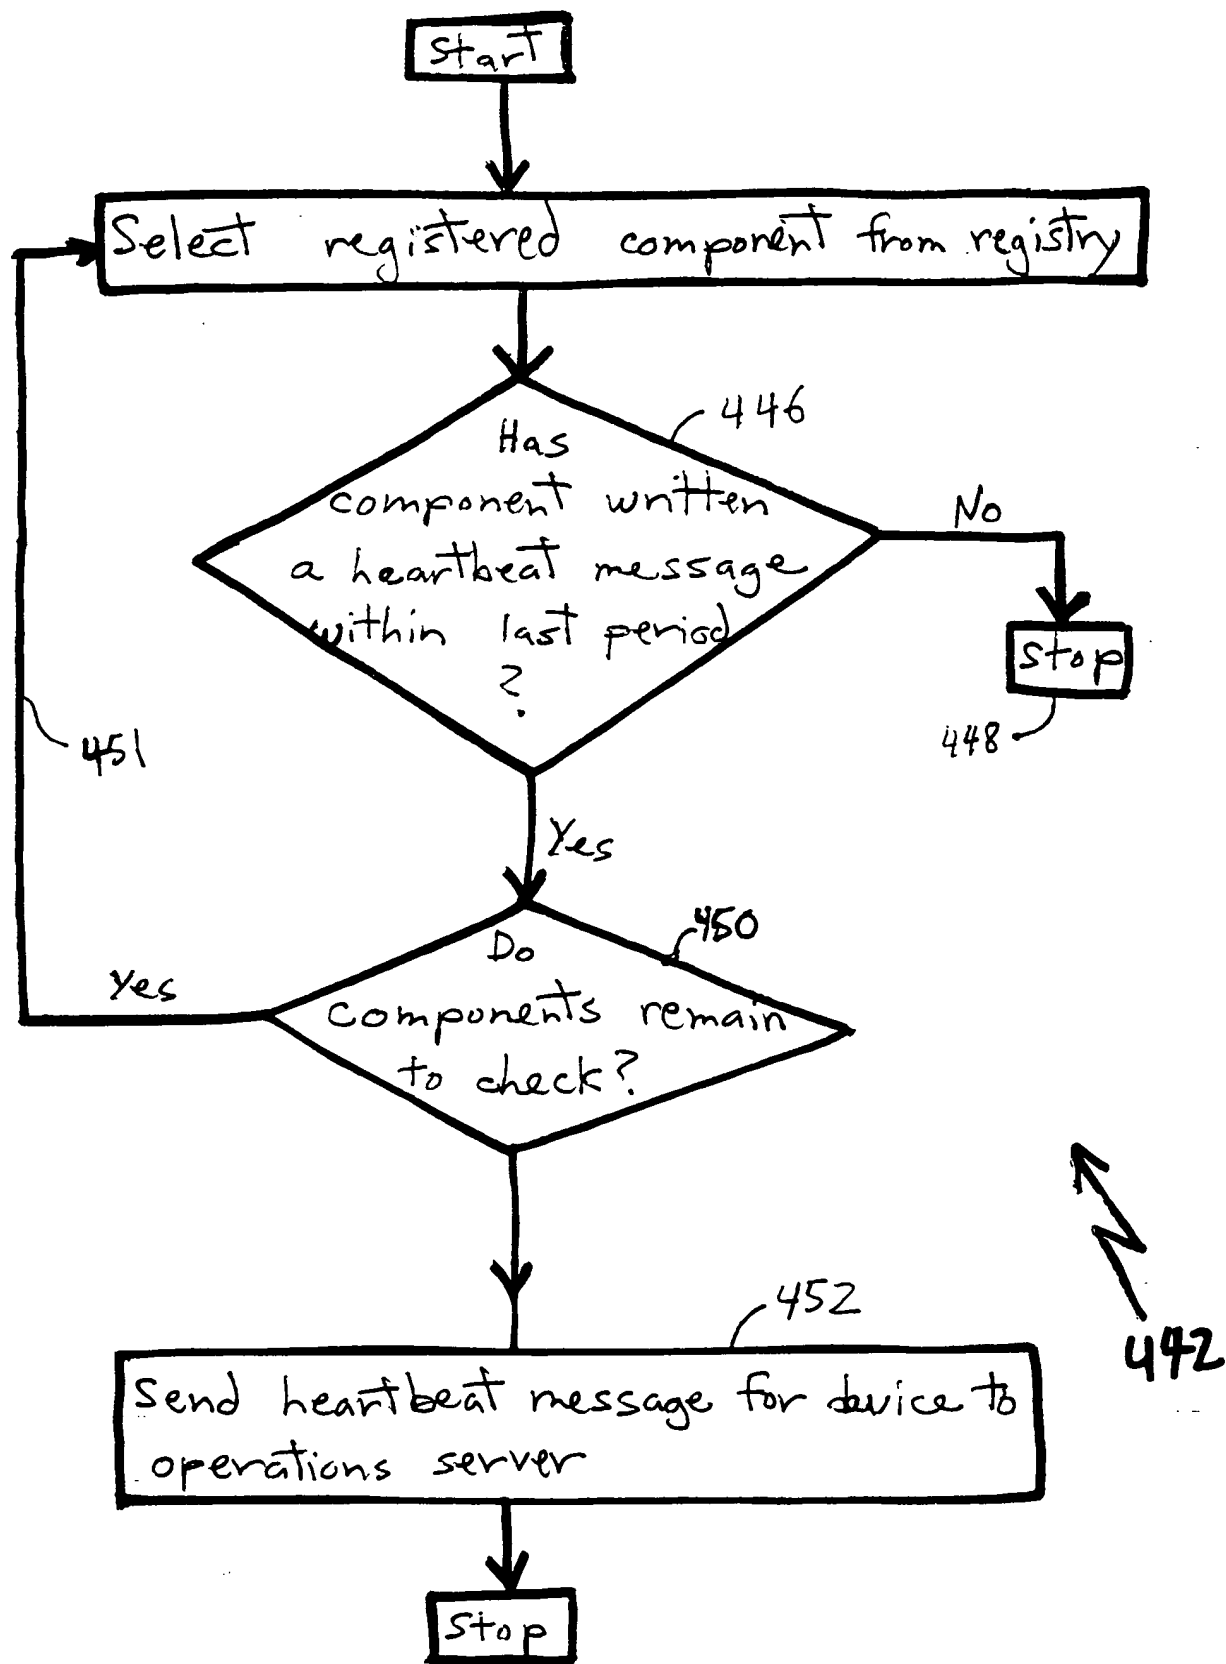 Start
Select registered component from registry
446
Has
component written
a heartbeat message
within last period
?
No
Stop
448
451
Yes
450
Do
components remain
to check?
Yes
452
442
Send heartbeat message for device to
operations server
Stop